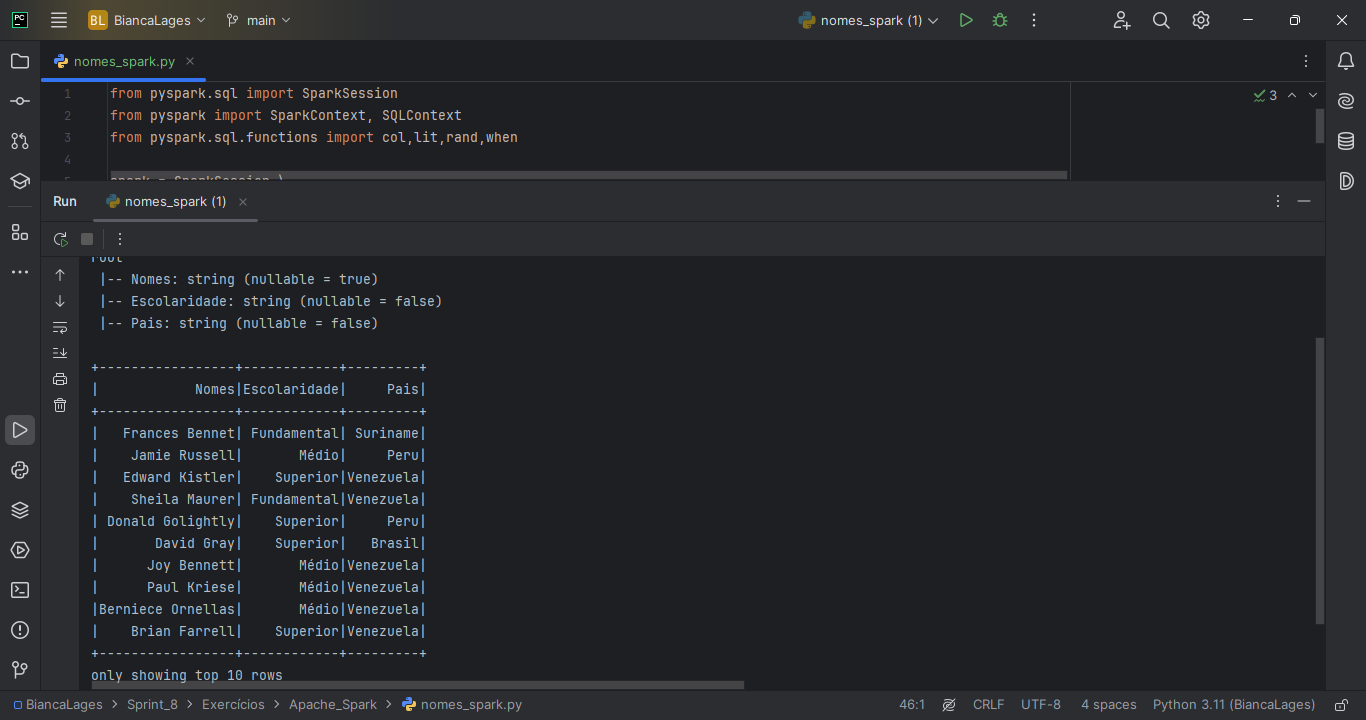 PC BL BiancaLages main nomes_spark (1)
nomes_spark.py
1 from pyspark.sql import SparkSession
2 from pyspark import SparkContext, SQLContext
3 from pyspark.sql.functions import col,lit,rand,when
4
5 spark = SparkSession \
3
Run nomes_spark (1)
root
|-- Nomes: string (nullable = true)
|-- Escolaridade: string (nullable = false)
|-- Pais: string (nullable = false)
+-----------------+------------+---------+
|            Nomes|Escolaridade|     Pais|
+-----------------+------------+---------+
|   Frances Bennet| Fundamental| Suriname|
|    Jamie Russell|       Médio|     Peru|
|   Edward Kistler|    Superior|Venezuela|
|    Sheila Maurer| Fundamental|Venezuela|
| Donald Golightly|    Superior|     Peru|
|       David Gray|    Superior|   Brasil|
|      Joy Bennett|       Médio|Venezuela|
|      Paul Kriese|       Médio|Venezuela|
|Berniece Ornellas|       Médio|Venezuela|
|    Brian Farrell|    Superior|Venezuela|
+-----------------+------------+---------+
only showing top 10 rows
BiancaLages > Sprint_8 > Exercícios > Apache_Spark > nomes_spark.py 46:1 CRLF UTF-8 4 spaces Python 3.11 (BiancaLages)